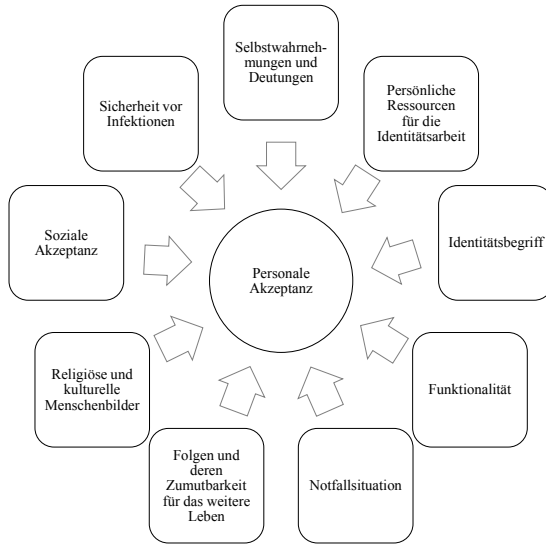 Selbstwahrneh-
mungen und
Deutungen
Persönliche
Ressourcen
für die
Identitätsarbeit
Identitätsbegriff
Funktionalität
Notfallsituation
Folgen und
deren
Zumutbarkeit
für das weitere
Leben
Religiöse und
kulturelle
Menschenbilder
Soziale
Akzeptanz
Sicherheit vor
Infektionen
Personale
Akzeptanz